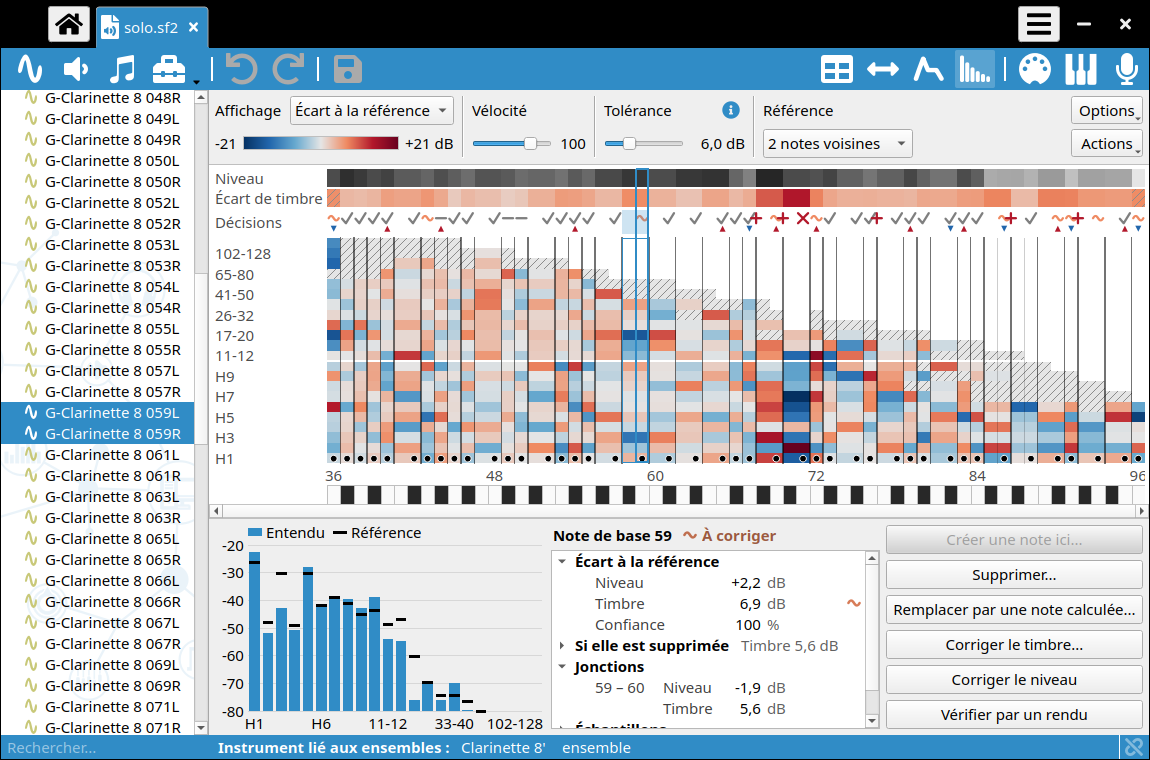 solo.sf2
G-Clarinette 8 048R
G-Clarinette 8 049L
G-Clarinette 8 049R
G-Clarinette 8 050L
G-Clarinette 8 050R
G-Clarinette 8 052L
G-Clarinette 8 052R
G-Clarinette 8 053L
G-Clarinette 8 053R
G-Clarinette 8 054L
G-Clarinette 8 054R
G-Clarinette 8 055L
G-Clarinette 8 055R
G-Clarinette 8 057L
G-Clarinette 8 057R
G-Clarinette 8 059L
G-Clarinette 8 059R
G-Clarinette 8 061L
G-Clarinette 8 061R
G-Clarinette 8 063L
G-Clarinette 8 063R
G-Clarinette 8 065L
G-Clarinette 8 065R
G-Clarinette 8 066L
G-Clarinette 8 066R
G-Clarinette 8 067L
G-Clarinette 8 067R
G-Clarinette 8 069L
G-Clarinette 8 069R
G-Clarinette 8 071L
G-Clarinette 8 071R
Rechercher...
Affichage Écart à la référence
-21 +21 dB
Vélocité
100
Tolérance
6,0 dB
Référence
2 notes voisines
Options
Actions
Niveau
Écart de timbre
Décisions
102-128
65-80
41-50
26-32
17-20
11-12
H9
H7
H5
H3
H1
36 48 60 72 84 96
Entendu Référence
-20
-30
-40
-50
-60
-70
-80
H1 H6 11-12 33-40 102-128
Note de base 59 À corriger
Écart à la référence
Niveau +2,2 dB
Timbre 6,9 dB
Confiance 100 %
Si elle est supprimée Timbre 5,6 dB
Jonctions
59 – 60 Niveau -1,9 dB
Timbre 5,6 dB
Échantillons
Créer une note ici...
Supprimer...
Remplacer par une note calculée...
Corriger le timbre...
Corriger le niveau
Vérifier par un rendu
Instrument lié aux ensembles : Clarinette 8' ensemble